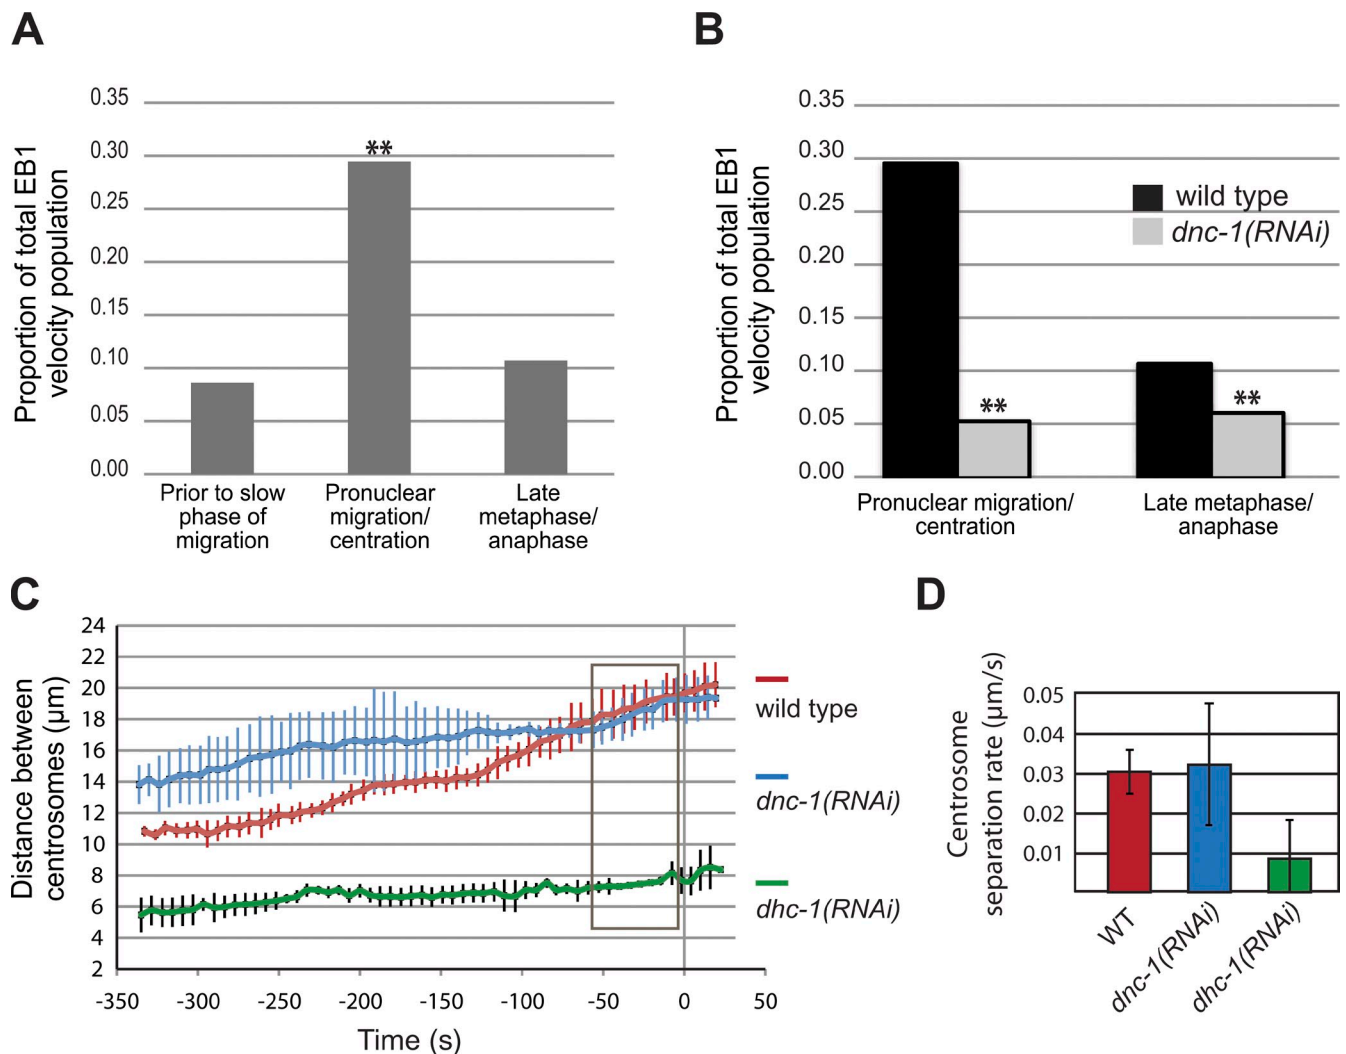 A
Proportion of total EB1
velocity population
0.35
0.30
0.25
0.20
0.15
0.10
0.05
0.00
**
Prior to slow
phase of
migration
Pronuclear
migration/
centration
Late
metaphase/
anaphase
B
Proportion of total EB1
velocity population
0.35
0.30
0.25
0.20
0.15
0.10
0.05
0.00
wild type
dnc-1(RNAi)
**
**
Pronuclear migration/
centration
Late metaphase/
anaphase
C
Distance between
centrosomes (μm)
24
22
20
18
16
14
12
10
8
6
4
2
-350 -300 -250 -200 -150 -100 -50 0 50
Time (s)
wild type
dnc-1(RNAi)
dhc-1(RNAi)
D
Centrosome
separation rate (μm/s)
0.05
0.04
0.03
0.02
0.01
WT
dnc-1(RNAi)
dhc-1(RNAi)